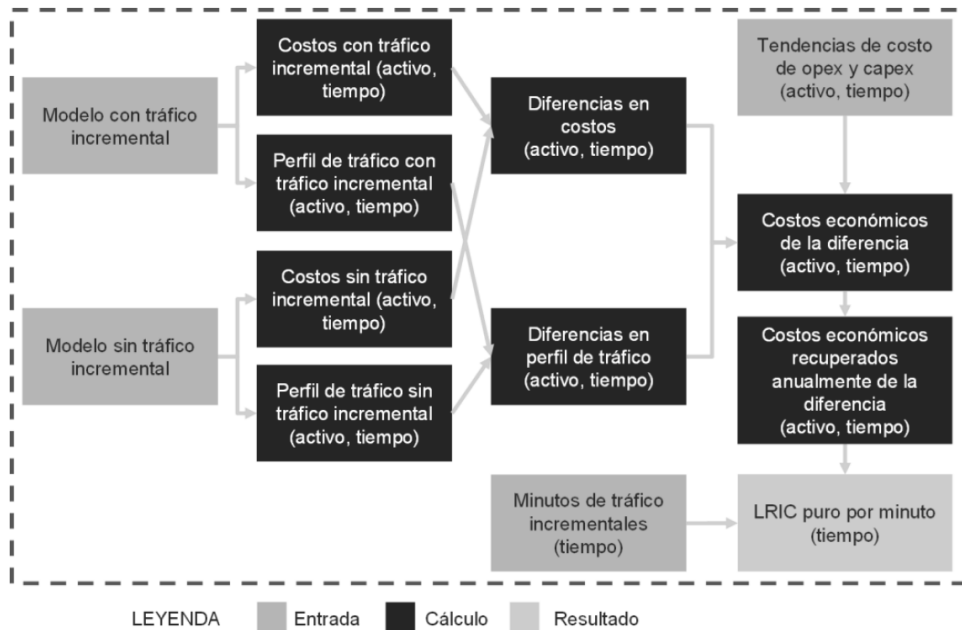 Modelo con tráfico
incremental
Modelo sin tráfico
incremental
Costos con tráfico
incremental (activo,
tiempo)
Perfil de tráfico con
tráfico incremental
(activo, tiempo)
Costos sin tráfico
incremental (activo,
tiempo)
Perfil de tráfico sin
tráfico incremental
(activo, tiempo)
Diferencias en
costos
(activo, tiempo)
Diferencias en
perfil de tráfico
(activo, tiempo)
Minutos de tráfico
incrementales
(tiempo)
Tendencias de costo
de opex y capex
(activo, tiempo)
Costos económicos
de la diferencia
(activo, tiempo)
Costos económicos
recuperados
anualmente de la
diferencia
(activo, tiempo)
LRIC puro por minuto
(tiempo)
LEYENDA Entrada Cálculo Resultado